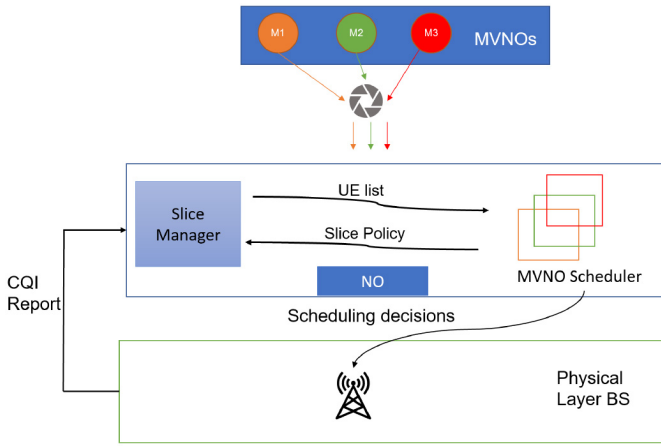 M1
M2
M3
MVNOs
UE list
Slice
Manager
Slice Policy
MVNO Scheduler
NO
CQI
Report
Scheduling decisions
Physical
Layer BS